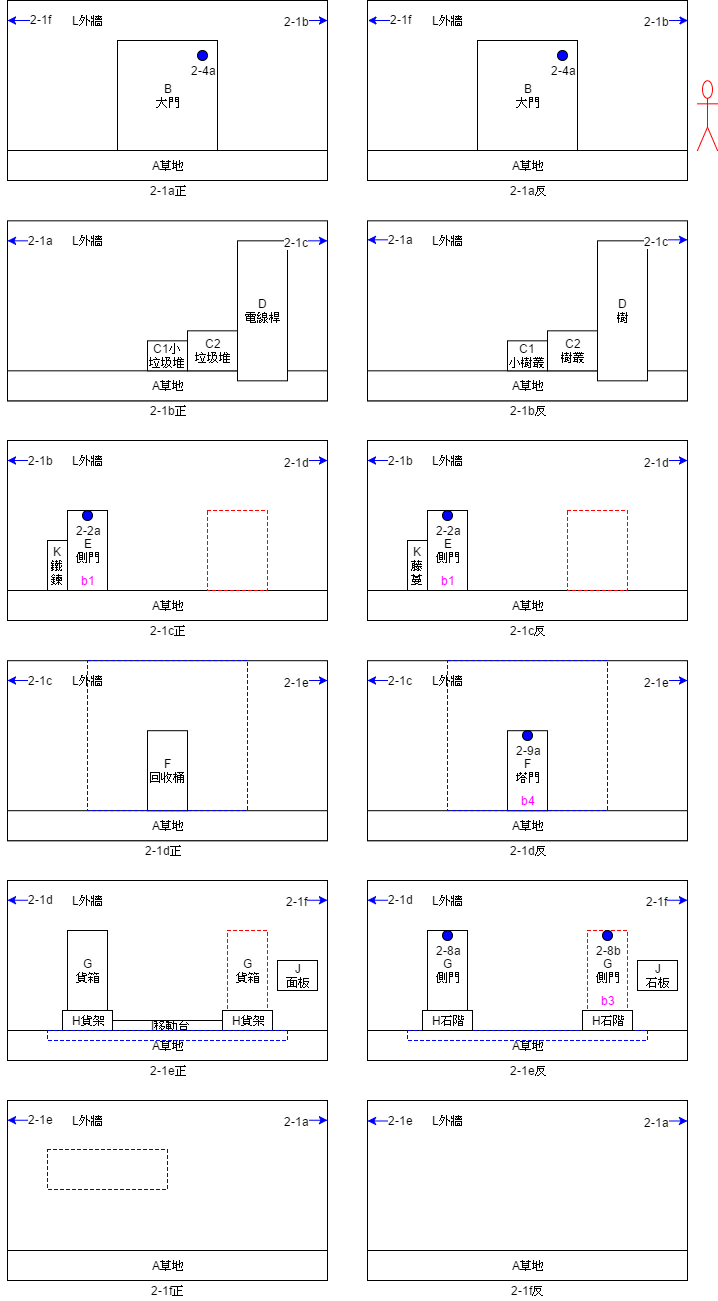 2-1f L外牆 2-1b
2-4a
B
大門
A草地
2-1a正
2-1f L外牆 2-1b
2-4a
B
大門
A草地
2-1a反
2-1a L外牆 2-1c
D
電線桿
C1小
垃圾堆
C2
垃圾堆
A草地
2-1b正
2-1a L外牆 2-1c
D
樹
C1
小樹叢
C2
樹叢
A草地
2-1b反
2-1b L外牆 2-1d
2-2a
E
側門
b1
K
鐵
鍊
A草地
2-1c正
2-1b L外牆 2-1d
2-2a
E
側門
b1
K
藤
蔓
A草地
2-1c反
2-1c L外牆 2-1e
F
回收桶
A草地
2-1d正
2-1c L外牆 2-1e
2-9a
F
塔門
b4
A草地
2-1d反
2-1d L外牆 2-1f
G
貨箱
G
貨箱
J
面板
H貨架
I移動台
H貨架
A草地
2-1e正
2-1d L外牆 2-1f
2-8a
G
側門
2-8b
G
側門
b3
J
石板
H石階
H石階
A草地
2-1e反
2-1e L外牆 2-1a
A草地
2-1f正
2-1e L外牆 2-1a
A草地
2-1f反